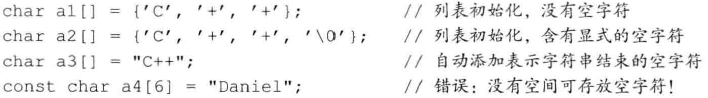 char a1[] = {'C', '+', '+'};    // 列表初始化，没有空字符
char a2[] = {'C', '+', '+', '\0'};    // 列表初始化，含有显式的空字符
char a3[] = "C++";    // 自动添加表示字符串结束的空字符
const char a4[6] = "Daniel";    // 错误：没有空间可存放空字符！